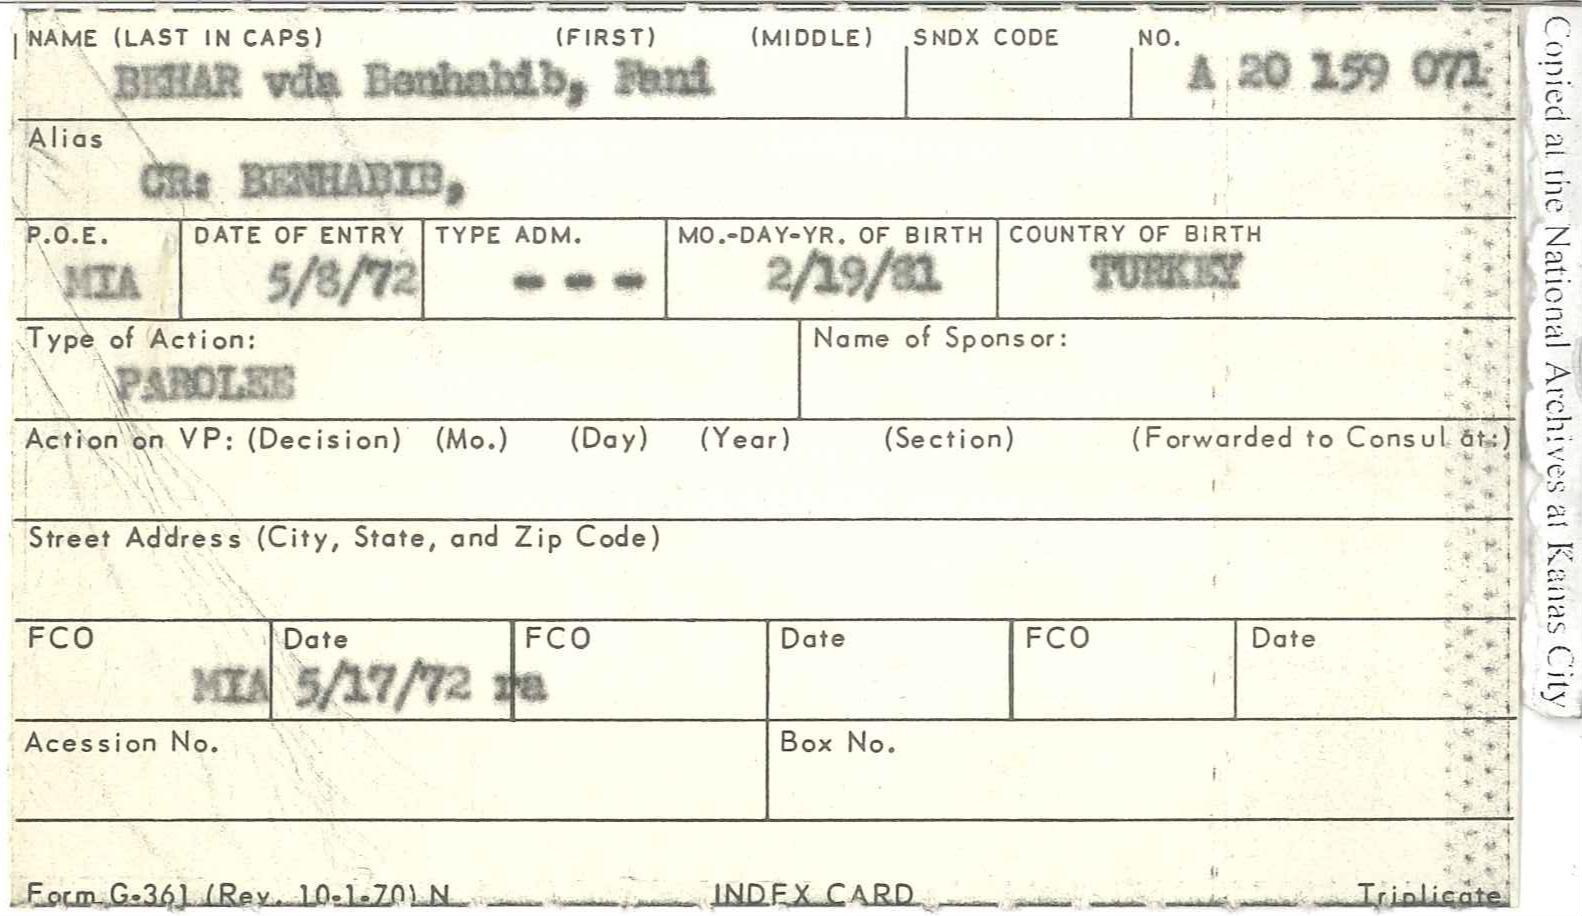 NAME (LAST IN CAPS) (FIRST) (MIDDLE) SNDX CODE NO.
BEHAR vda Benhabib, Fani A 20 159 071
Alias
CR: BENHABIB,
P.O.E. DATE OF ENTRY TYPE ADM. MO.-DAY-YR. OF BIRTH COUNTRY OF BIRTH
MIA 5/8/72 - - - 2/19/81 TURKEY
Type of Action: Name of Sponsor:
PAROLEE
Action on VP: (Decision) (Mo.) (Day) (Year) (Section) (Forwarded to Consul at:)
Street Address (City, State, and Zip Code)
FCO Date FCO Date FCO Date
MIA 5/17/72 ra
Acession No. Box No.
Form G-361 (Rev. 10-1-70) N INDEX CARD Triplicate
Copied at the National Archives at Kanas City